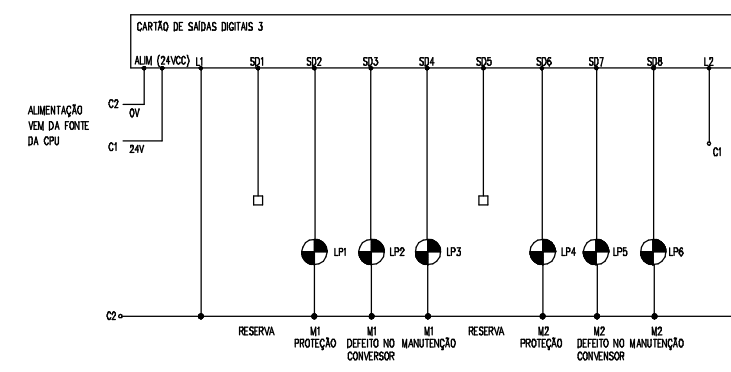 CARTÃO DE SAÍDAS DIGITAIS 3
ALIM (24VCC) L1 SD1 SD2 SD3 SD4 SD5 SD6 SD7 SD8 L2
C2 0V
ALIMENTAÇÃO
VEM DA FONTE
DA CPU
C1 24V
C1
LP1 LP2 LP3 LP4 LP5 LP6
C2
RESERVA
M1
PROTEÇÃO
M1
DEFEITO NO
CONVERSOR
M1
MANUTENÇÃO
RESERVA
M2
PROTEÇÃO
M2
DEFEITO NO
CONVENSOR
M2
MANUTENÇÃO